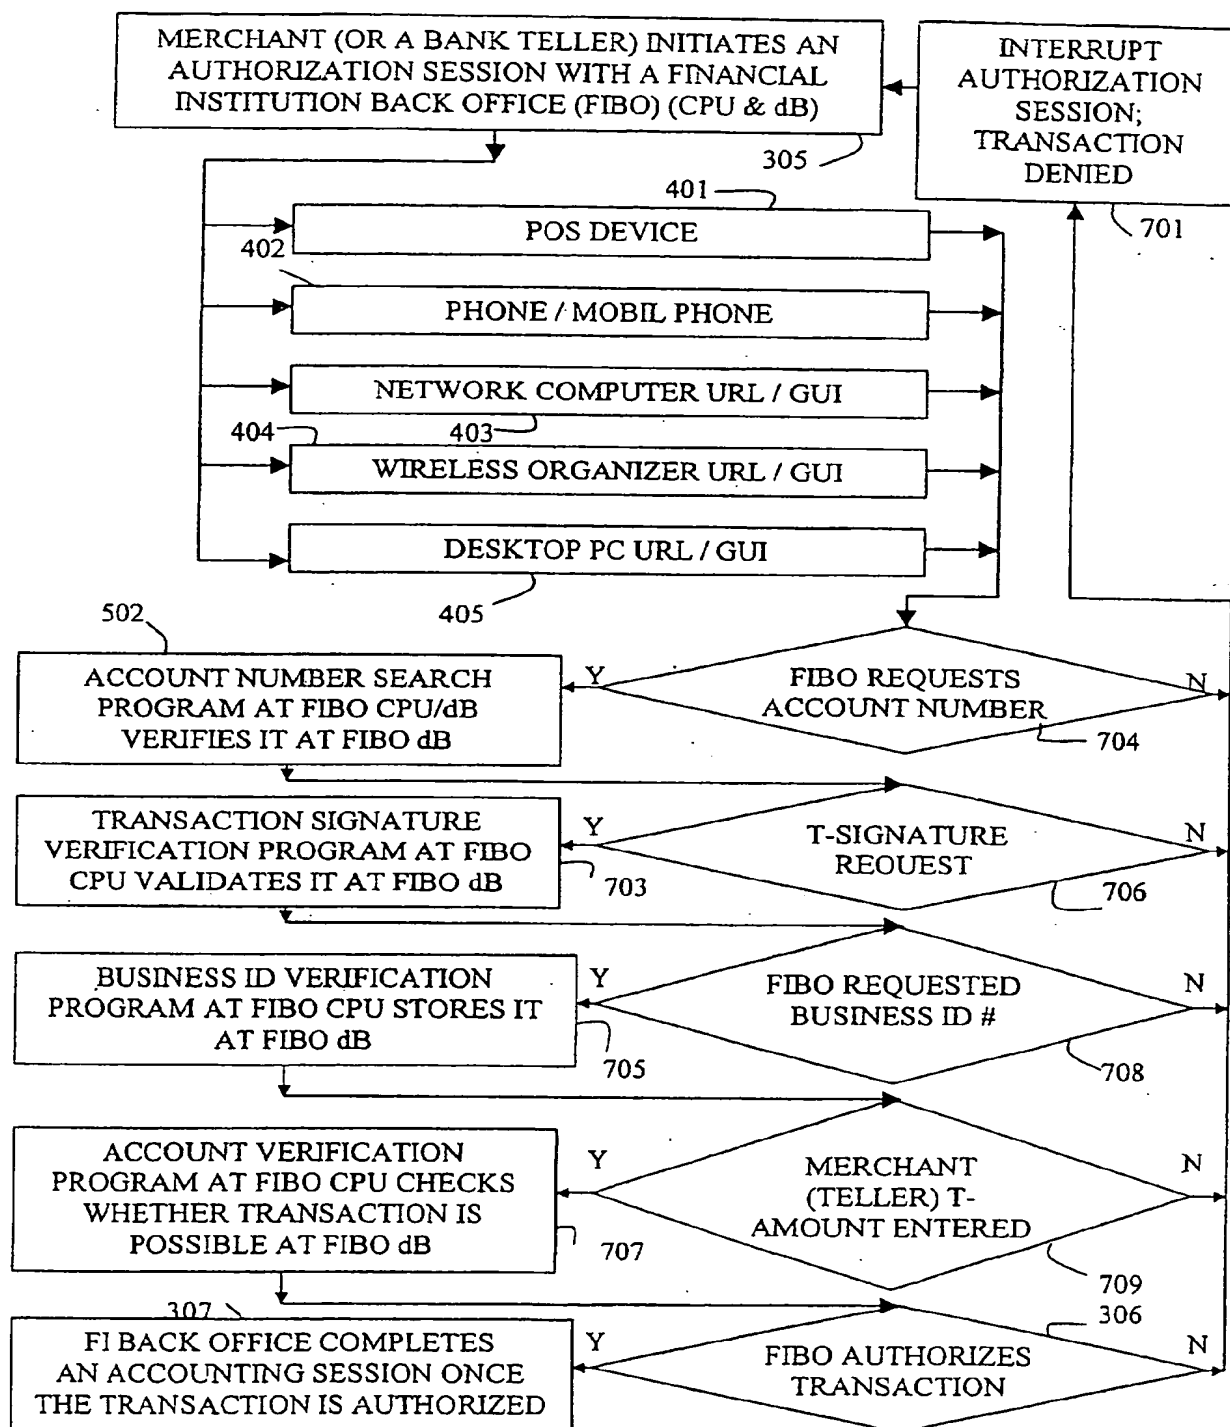 MERCHANT (OR A BANK TELLER) INITIATES AN
AUTHORIZATION SESSION WITH A FINANCIAL
INSTITUTION BACK OFFICE (FIBO) (CPU & dB)
305
INTERRUPT
AUTHORIZATION
SESSION;
TRANSACTION
DENIED
701
401
POS DEVICE
402
PHONE / MOBIL PHONE
NETWORK COMPUTER URL / GUI
403
404
WIRELESS ORGANIZER URL / GUI
DESKTOP PC URL / GUI
405
502
ACCOUNT NUMBER SEARCH
PROGRAM AT FIBO CPU/dB
VERIFIES IT AT FIBO dB
Y
FIBO REQUESTS
ACCOUNT NUMBER
N
704
TRANSACTION SIGNATURE
VERIFICATION PROGRAM AT FIBO
CPU VALIDATES IT AT FIBO dB
Y
703
T-SIGNATURE
REQUEST
N
706
BUSINESS ID VERIFICATION
PROGRAM AT FIBO CPU STORES IT
AT FIBO dB
Y
705
FIBO REQUESTED
BUSINESS ID #
N
708
ACCOUNT VERIFICATION
PROGRAM AT FIBO CPU CHECKS
WHETHER TRANSACTION IS
POSSIBLE AT FIBO dB
Y
707
MERCHANT
(TELLER) T-
AMOUNT ENTERED
N
709
307
FI BACK OFFICE COMPLETES
AN ACCOUNTING SESSION ONCE
THE TRANSACTION IS AUTHORIZED
Y
306
FIBO AUTHORIZES
TRANSACTION
N